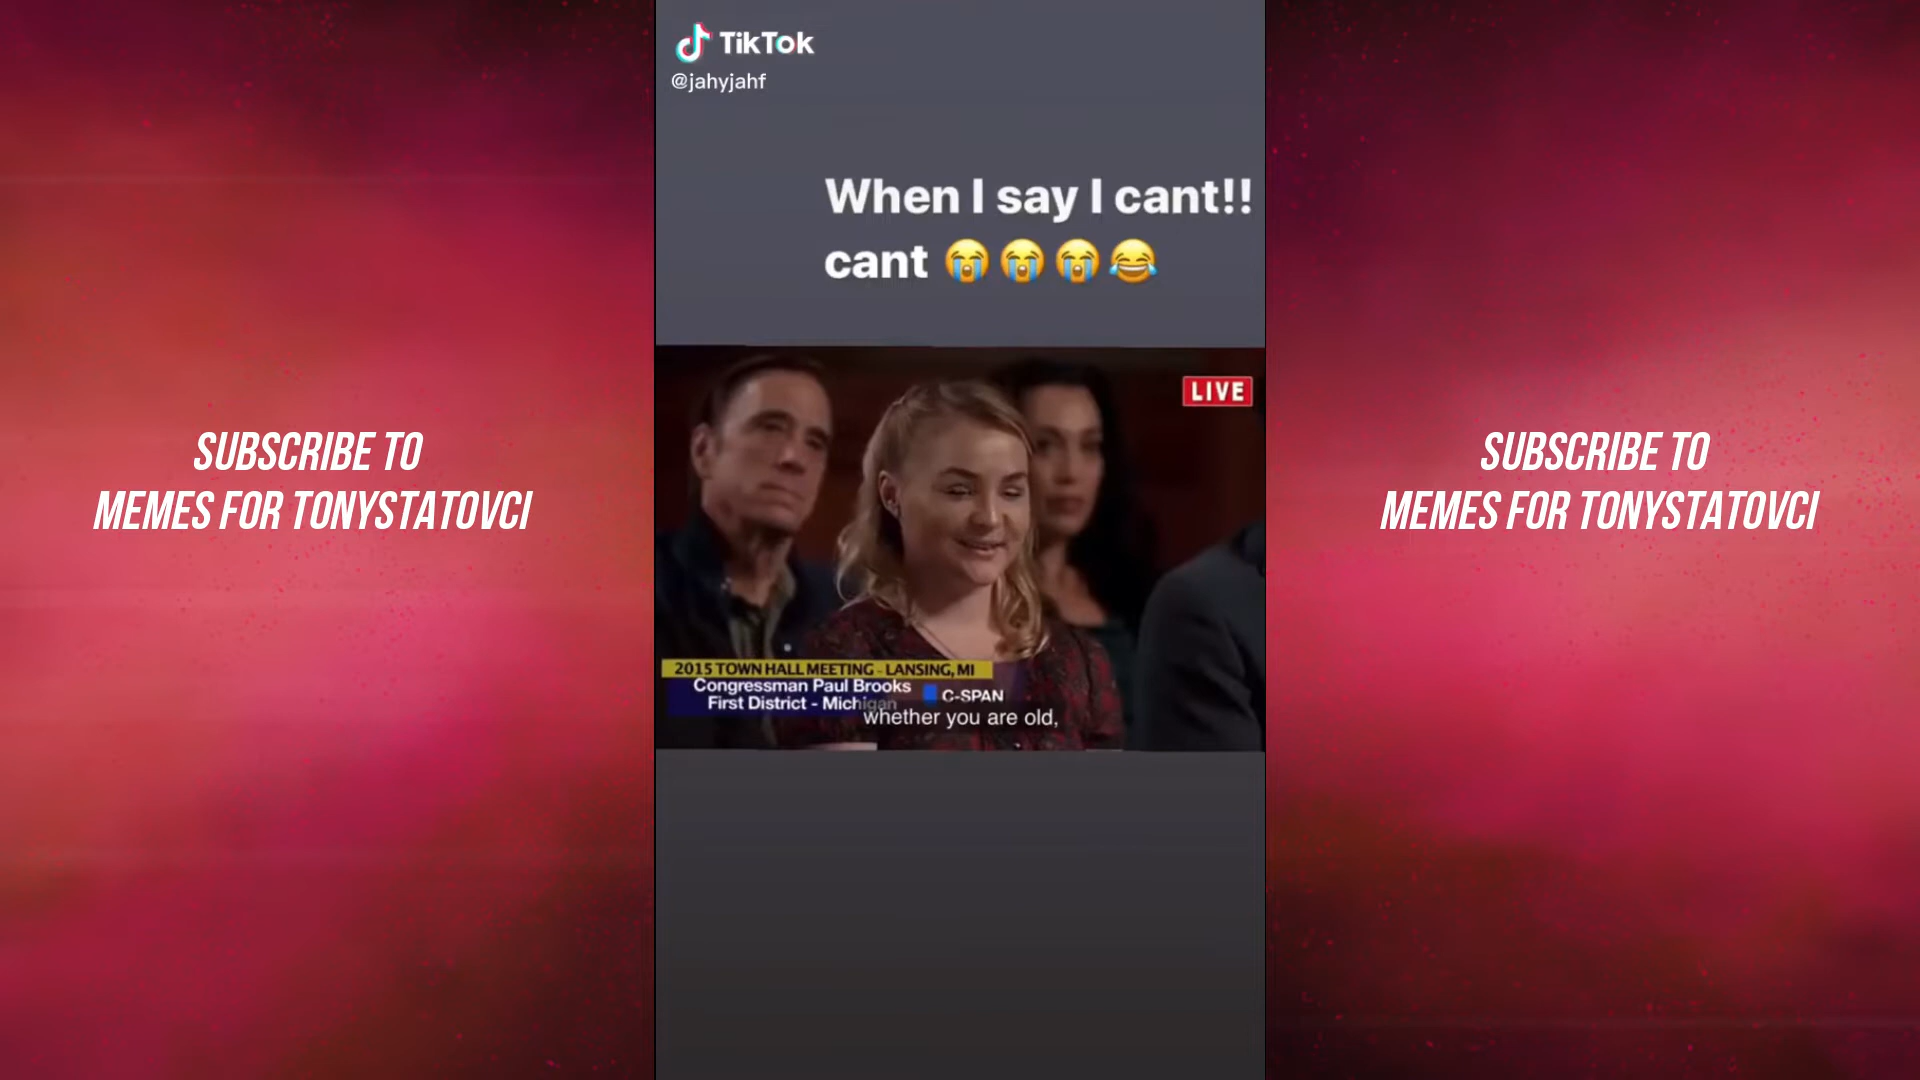 TikTok
@jahyjahf
When I say I cant!!
cant 😭😭😭😂
SUBSCRIBE TO
MEMES FOR TONYSTATOVCI
LIVE
2015 TOWN HALL MEETING - LANSING, MI
Congressman Paul Brooks
First District - Michigan
C-SPAN
whether you are old,
SUBSCRIBE TO
MEMES FOR TONYSTATOVCI